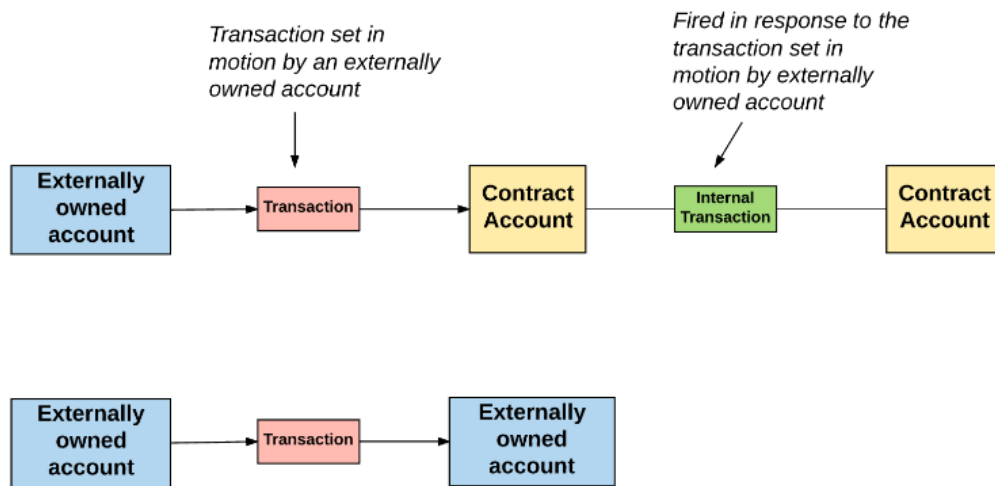 Transaction set in
motion by an externally
owned account
Fired in response to the
transaction set in
motion by externally
owned account
Externally
owned
account
Transaction
Contract
Account
Internal
Transaction
Contract
Account
Externally
owned
account
Transaction
Externally
owned
account